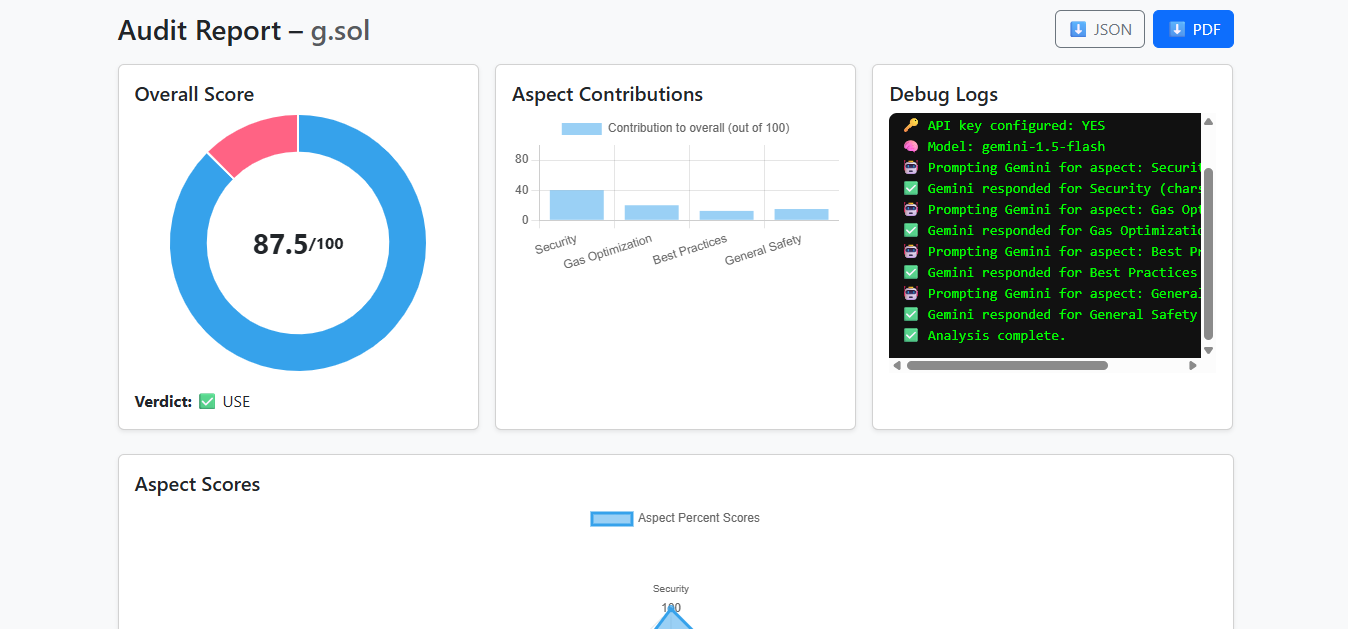 Audit Report – g.sol
JSON
PDF
Overall Score
87.5/100
Verdict: ✅ USE
Aspect Contributions
Contribution to overall (out of 100)
80
40
0
Security
Gas Optimization
Best Practices
General Safety
Debug Logs
API key configured: YES
Model: gemini-1.5-flash
Prompting Gemini for aspect: Securit
Gemini responded for Security (chars
Prompting Gemini for aspect: Gas Opt
Gemini responded for Gas Optimizatio
Prompting Gemini for aspect: Best Pr
Gemini responded for Best Practices
Prompting Gemini for aspect: General
Gemini responded for General Safety
Analysis complete.
Aspect Scores
Aspect Percent Scores
Security
100